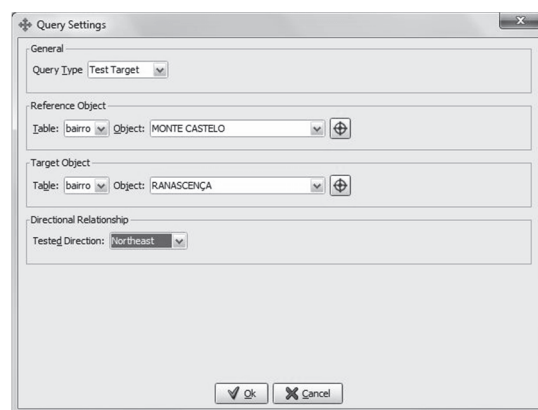 Query Settings
General
Query Type Test Target
Reference Object
Table: bairro Object: MONTE CASTELO
Target Object
Table: bairro Object: RANASCENÇA
Directional Relationship
Tested Direction: Northeast
Ok Cancel